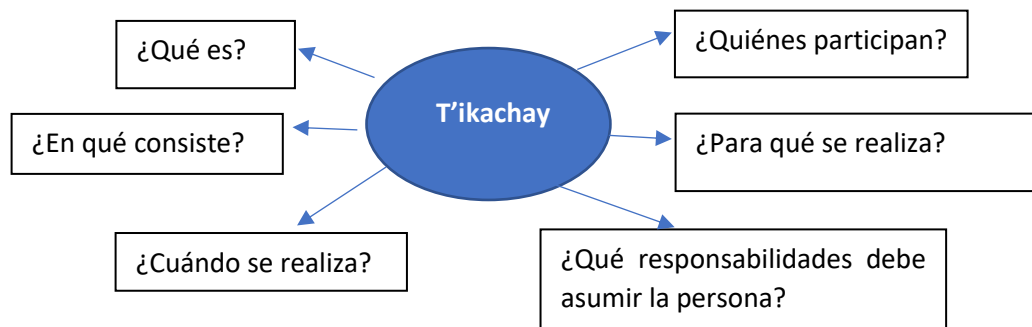 ¿Qué es?
¿Quiénes participan?
T’ikachay
¿En qué consiste?
¿Para qué se realiza?
¿Cuándo se realiza?
¿Qué responsabilidades debe
asumir la persona?